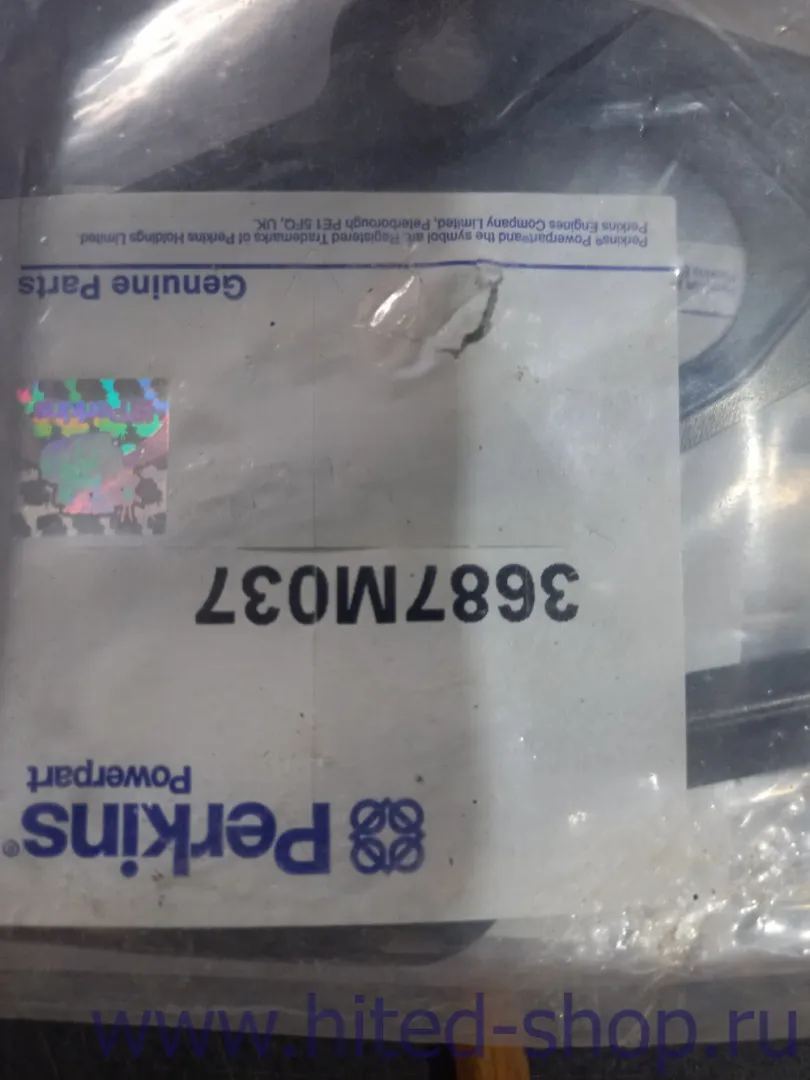 Perkins®
Powerpart
3687M037
Perkins
Genuine Parts
Perkins® Powerpart® and the symbol are Registered Trademarks of Perkins Holdings Limited.
Perkins Engines Company Limited, Peterborough PE1 5FQ, UK.
www.hited-shop.ru